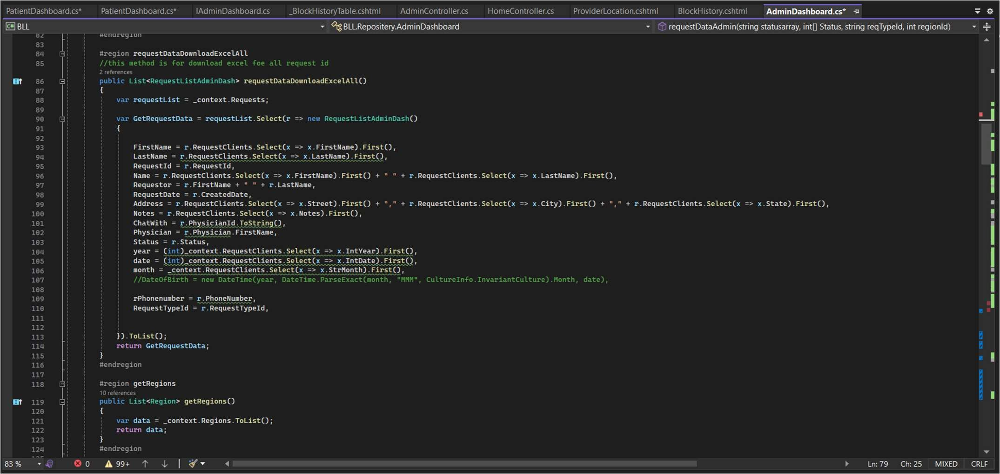 PatientDashboard.cs* PatientDashboard.cs* IAdminDashboard.cs _BlockHistoryTable.cshtml AdminController.cs HomeController.cs ProviderLocation.cshtml BlockHistory.cshtml AdminDashboard.cs*
C# BLL BLL.Repositery.AdminDashboard requestDataAdmin(string statusarray, int[] Status, string reqTypeId, int regionId)
82 #endregion
83
84 #region requestDataDownloadExcelAll
85 //this method is for download excel foe all request id
2 references
86 public List<RequestListAdminDash> requestDataDownloadExcelAll()
87 {
88 var requestList = _context.Requests;
89
90 var GetRequestData = requestList.Select(r => new RequestListAdminDash()
91 {
92
93 FirstName = r.RequestClients.Select(x => x.FirstName).First(),
94 LastName = r.RequestClients.Select(x => x.LastName).First(),
95 RequestId = r.RequestId,
96 Name = r.RequestClients.Select(x => x.FirstName).First() + " " + r.RequestClients.Select(x => x.LastName).First(),
97 Requestor = r.FirstName + " " + r.LastName,
98 RequestDate = r.CreatedDate,
99 Address = r.RequestClients.Select(x => x.Street).First() + "," + r.RequestClients.Select(x => x.City).First() + "," + r.RequestClients.Select(x => x.State).First(),
100 Notes = r.RequestClients.Select(x => x.Notes).First(),
101 ChatWith = r.PhysicianId.ToString(),
102 Physician = r.Physician.FirstName,
103 Status = r.Status,
104 year = (int)_context.RequestClients.Select(x => x.IntYear).First(),
105 date = (int)_context.RequestClients.Select(x => x.IntDate).First(),
106 month = _context.RequestClients.Select(x => x.StrMonth).First(),
107 //DateOfBirth = new DateTime(year, DateTime.ParseExact(month, "MMM", CultureInfo.InvariantCulture).Month, date),
108
109 rPhonenumber = r.PhoneNumber,
110 RequestTypeId = r.RequestTypeId,
111
112
113 }).ToList();
114 return GetRequestData;
115 }
116 #endregion
117
118 #region getRegions
10 references
119 public List<Region> getRegions()
120 {
121 var data = _context.Regions.ToList();
122 return data;
123 }
124 #endregion
83 % 0 99+ Ln: 79 Ch: 25 MIXED CRLF